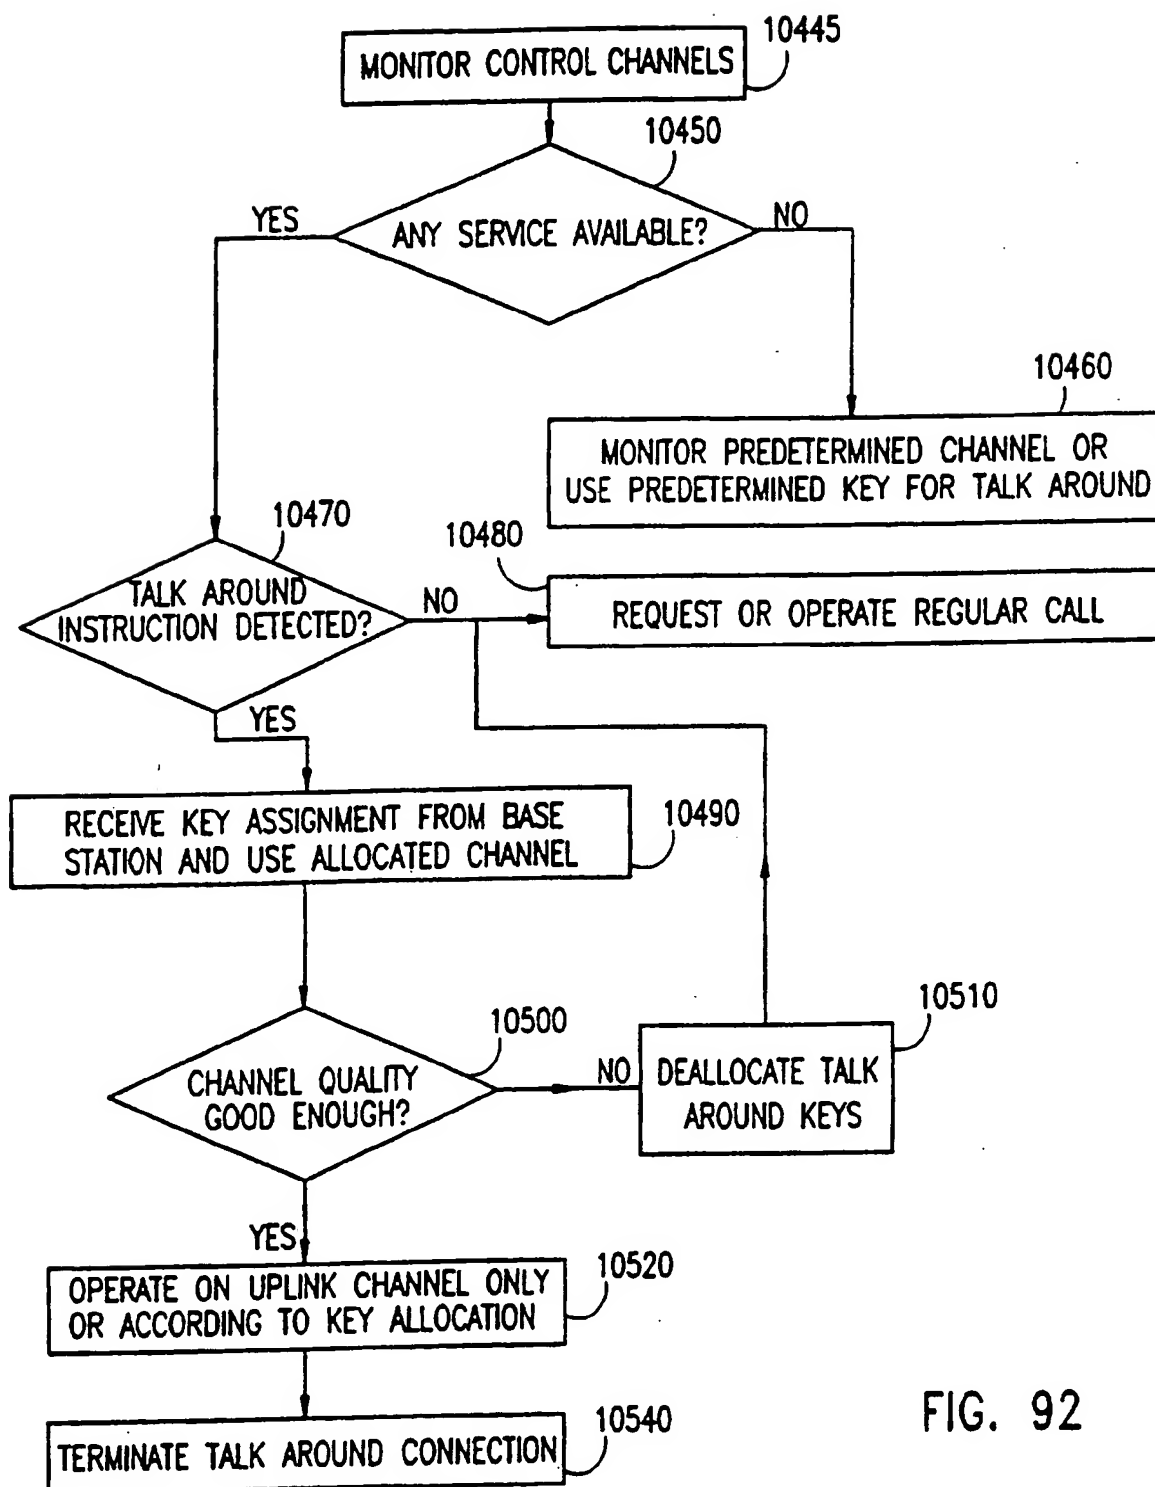 10445
MONITOR CONTROL CHANNELS
10450
YES
ANY SERVICE AVAILABLE?
NO
10460
MONITOR PREDETERMINED CHANNEL OR
USE PREDETERMINED KEY FOR TALK AROUND
10470
10480
TALK AROUND
INSTRUCTION DETECTED?
NO
REQUEST OR OPERATE REGULAR CALL
YES
RECEIVE KEY ASSIGNMENT FROM BASE
STATION AND USE ALLOCATED CHANNEL
10490
10500
10510
CHANNEL QUALITY
GOOD ENOUGH?
NO
DEALLOCATE TALK
AROUND KEYS
YES
OPERATE ON UPLINK CHANNEL ONLY
OR ACCORDING TO KEY ALLOCATION
10520
TERMINATE TALK AROUND CONNECTION
10540
FIG. 92